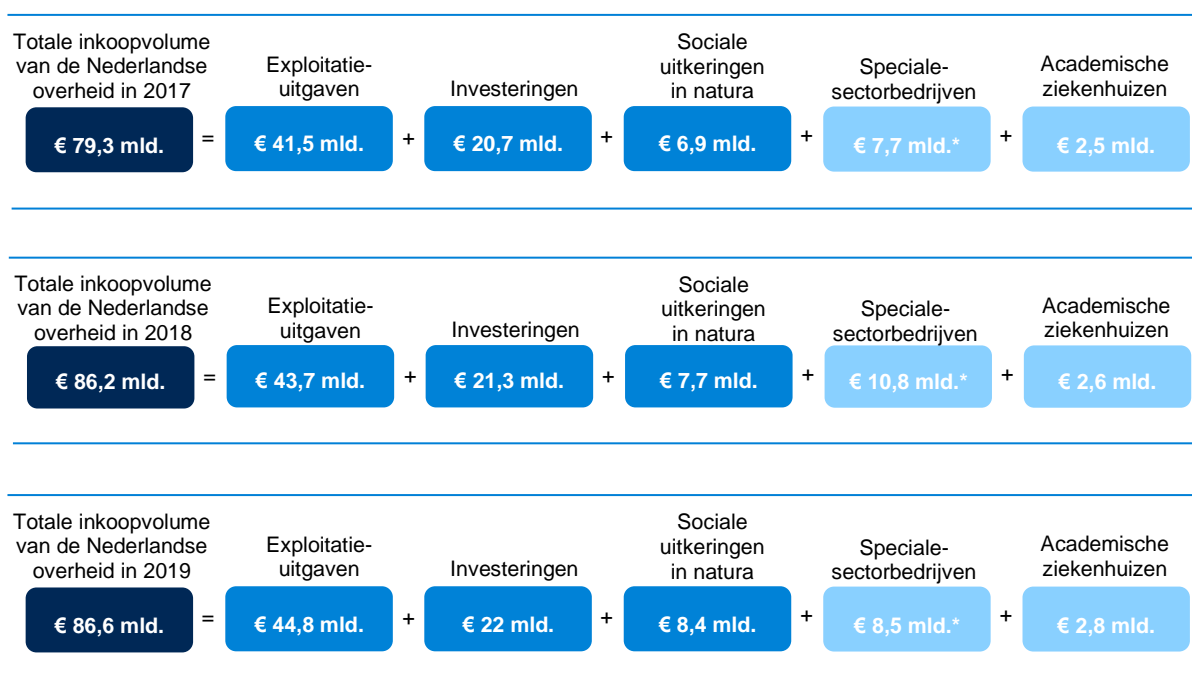 Totale inkoopvolume
van de Nederlandse
overheid in 2017
€ 79,3 mld.
=
Exploitatie-
uitgaven
€ 41,5 mld.
+
Investeringen
€ 20,7 mld.
+
Sociale
uitkeringen
in natura
€ 6,9 mld.
+
Speciale-
sectorbedrijven
€ 7,7 mld.*
+
Academische
ziekenhuizen
€ 2,5 mld.
Totale inkoopvolume
van de Nederlandse
overheid in 2018
€ 86,2 mld.
=
Exploitatie-
uitgaven
€ 43,7 mld.
+
Investeringen
€ 21,3 mld.
+
Sociale
uitkeringen
in natura
€ 7,7 mld.
+
Speciale-
sectorbedrijven
€ 10,8 mld.*
+
Academische
ziekenhuizen
€ 2,6 mld.
Totale inkoopvolume
van de Nederlandse
overheid in 2019
€ 86,6 mld.
=
Exploitatie-
uitgaven
€ 44,8 mld.
+
Investeringen
€ 22 mld.
+
Sociale
uitkeringen
in natura
€ 8,4 mld.
+
Speciale-
sectorbedrijven
€ 8,5 mld.*
+
Academische
ziekenhuizen
€ 2,8 mld.